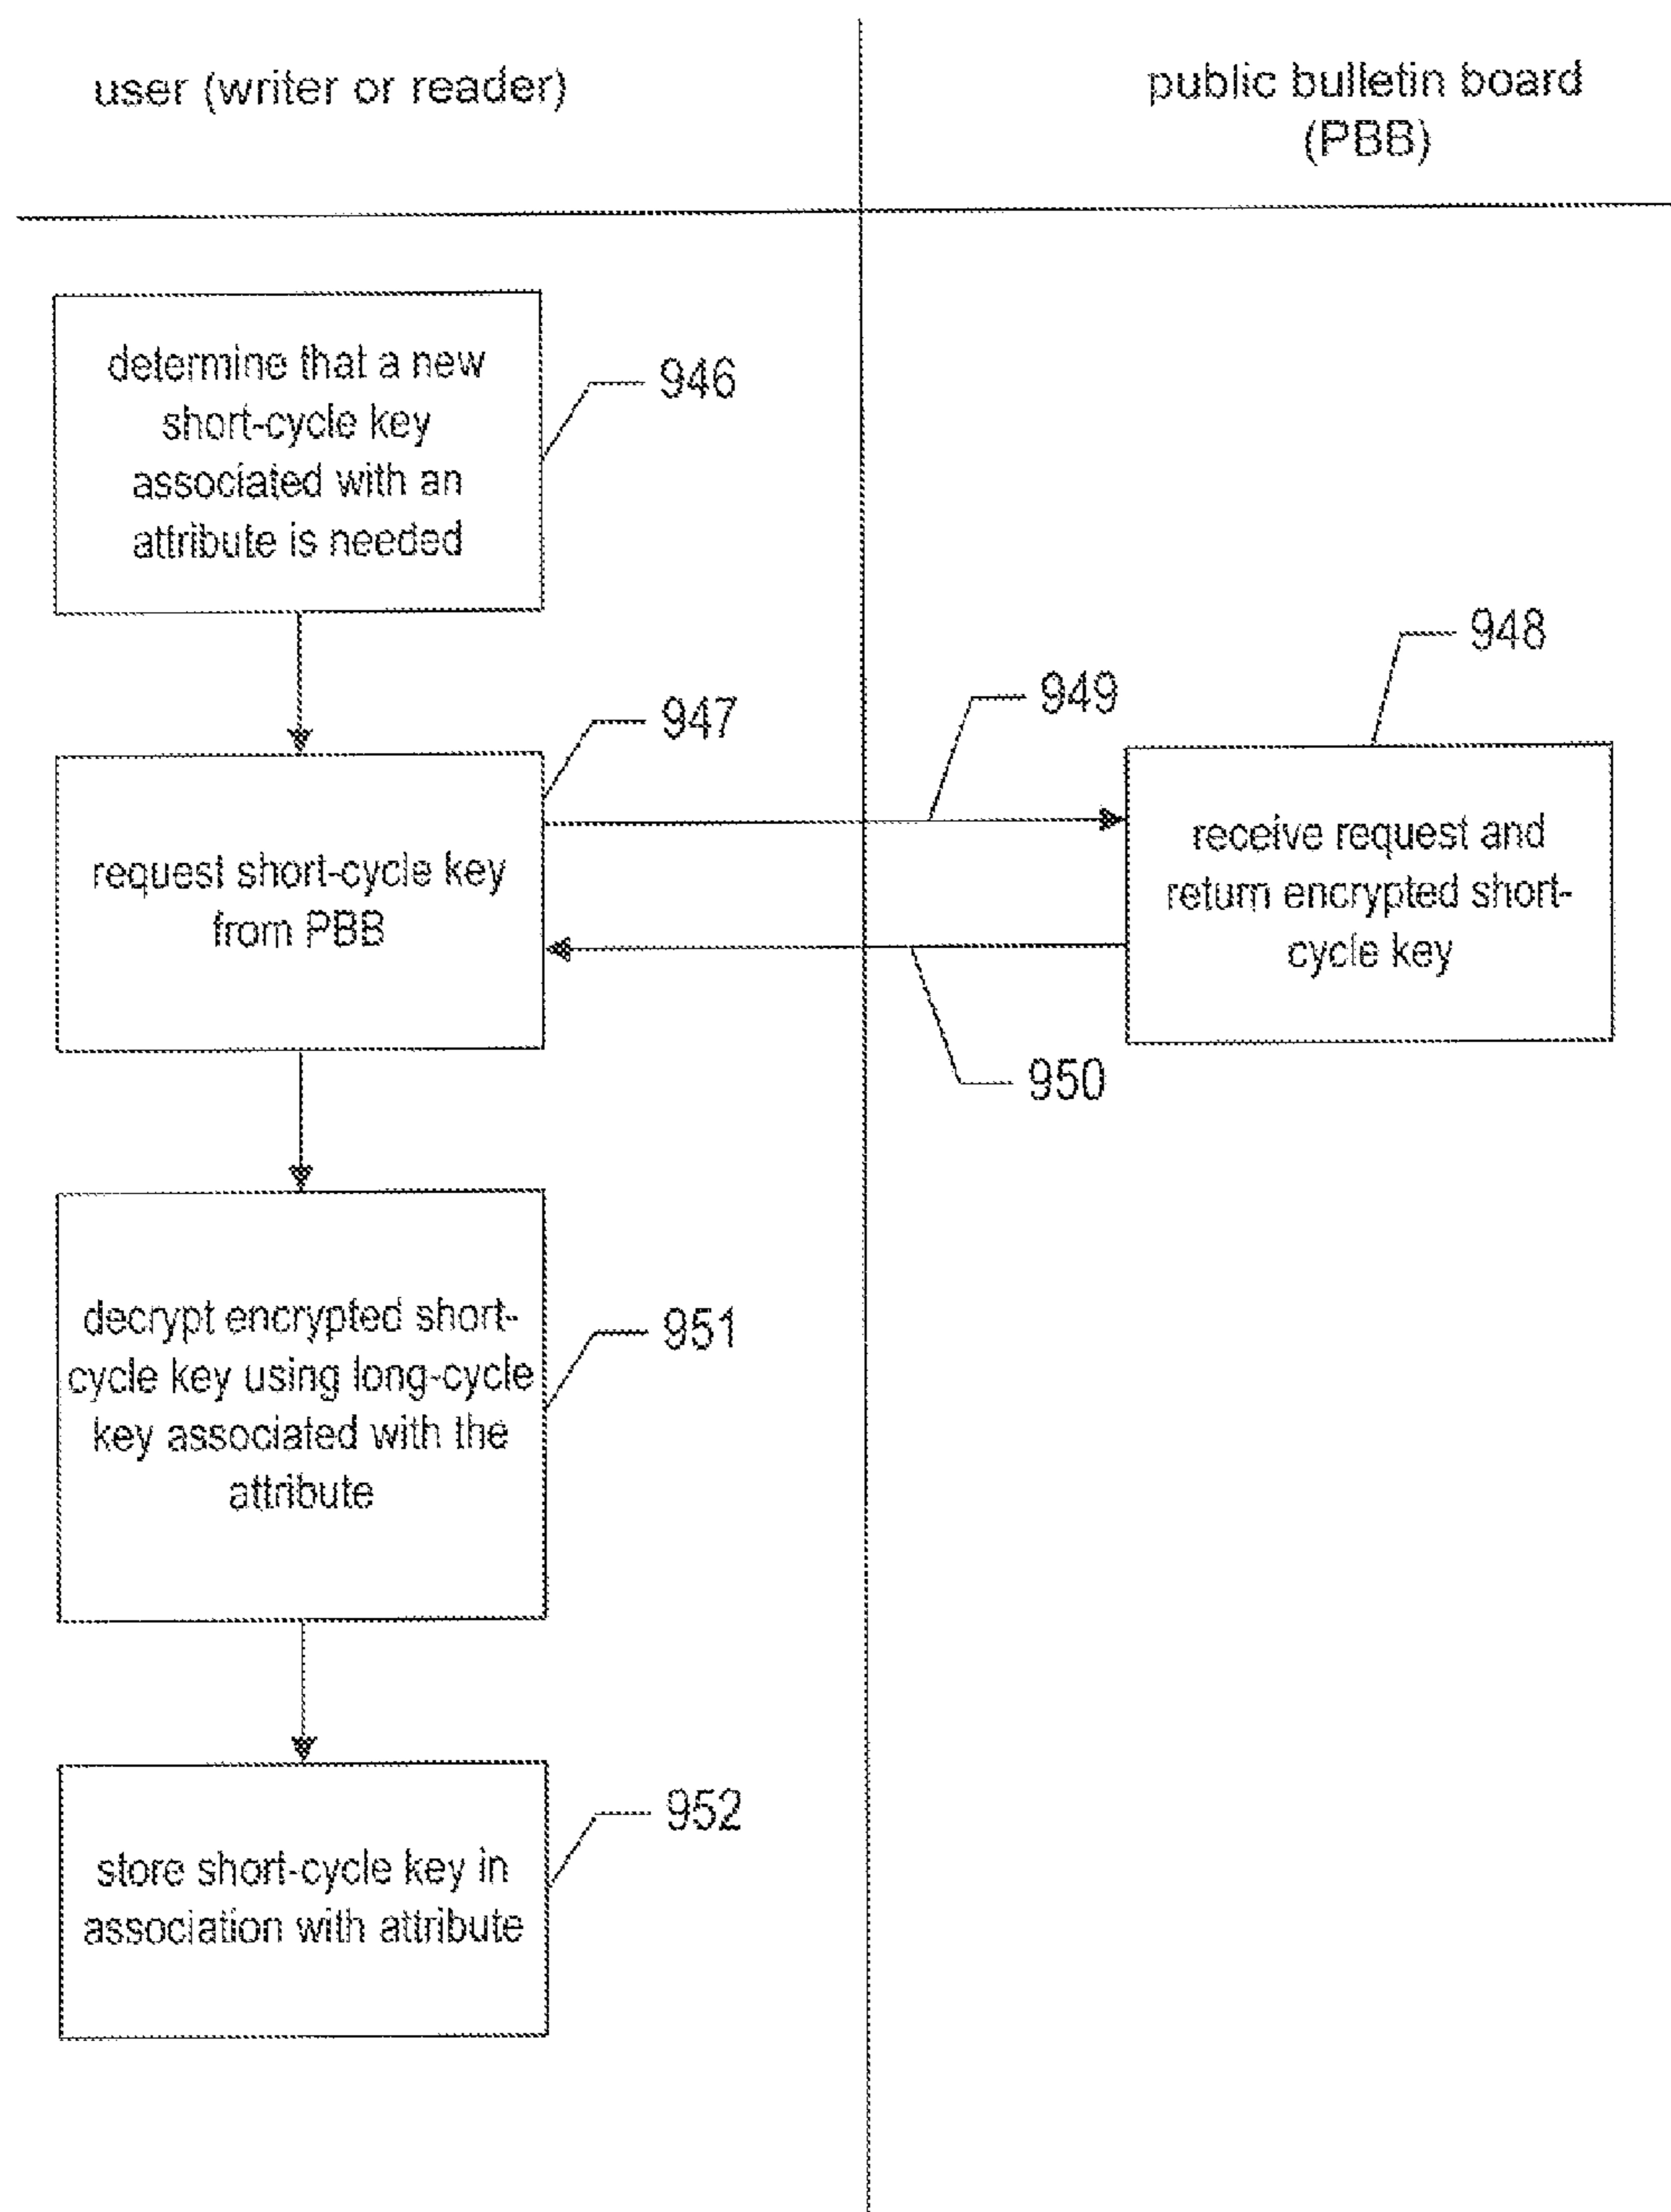 user (writer or reader)
public bulletin board
(PBB)
determine that a new
short-cycle key
associated with an
attribute is needed
946
948
949
947
request short-cycle key
from PBB
receive request and
return encrypted short-
cycle key
950
decrypt encrypted short-
cycle key using long-cycle
key associated with the
attribute
951
store short-cycle key in
association with attribute
952